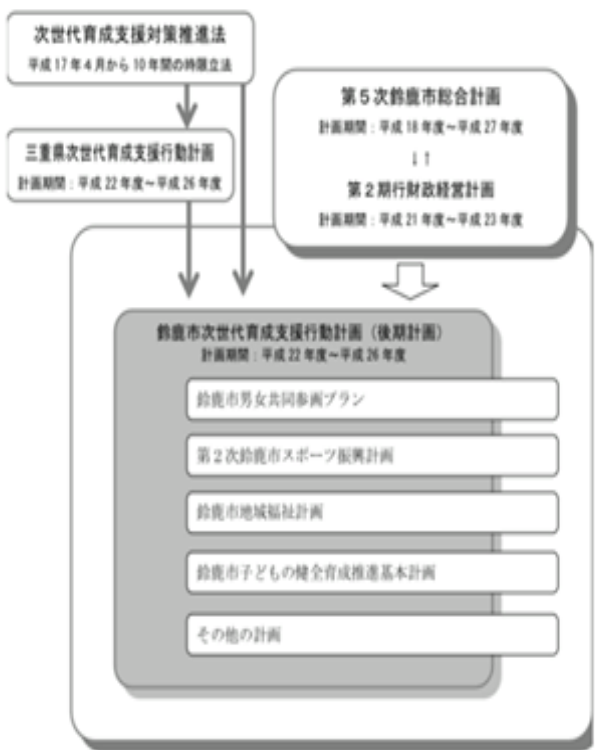 次世代育成支援対策推進法
平成17年4月から10年間の時限立法
三重県次世代育成支援行動計画
計画期間：平成22年度～平成26年度
第5次鈴鹿市総合計画
計画期間：平成18年度～平成27年度
↓↑
第2期行財政経営計画
計画期間：平成21年度～平成23年度
鈴鹿市次世代育成支援行動計画（後期計画）
計画期間：平成22年度～平成26年度
鈴鹿市男女共同参画プラン
第2次鈴鹿市スポーツ振興計画
鈴鹿市地域福祉計画
鈴鹿市子どもの健全育成推進基本計画
その他の計画